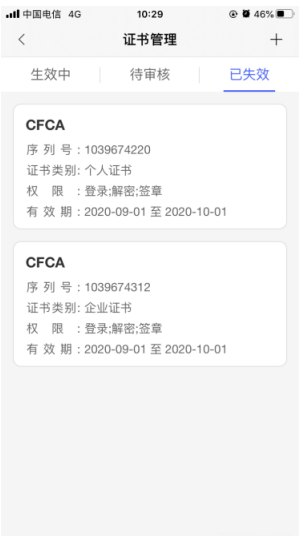 中国电信 4G 10:29 46%
证书管理
生效中 待审核 已失效
CFCA
序 列 号 : 1039674220
证书类别: 个人证书
权 限 : 登录;解密;签章
有 效 期 : 2020-09-01 至 2020-10-01
CFCA
序 列 号 : 1039674312
证书类别: 企业证书
权 限 : 登录;解密;签章
有 效 期 : 2020-09-01 至 2020-10-01